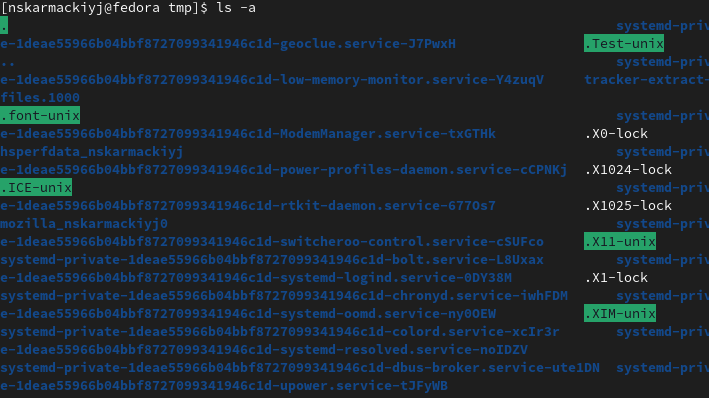 [nskarmackiyj@fedora tmp]$ ls -a
. systemd-priv
e-1deae55966b04bbf8727099341946c1d-geoclue.service-J7PwxH .Test-unix
.. systemd-priv
e-1deae55966b04bbf8727099341946c1d-low-memory-monitor.service-Y4zuqV tracker-extract-
files.1000
.font-unix systemd-priv
e-1deae55966b04bbf8727099341946c1d-ModemManager.service-txGTHk .X0-lock
hsperfdata_nskarmackiyj systemd-priv
e-1deae55966b04bbf8727099341946c1d-power-profiles-daemon.service-cCPNKj .X1024-lock
.ICE-unix systemd-priv
e-1deae55966b04bbf8727099341946c1d-rtkit-daemon.service-677Os7 .X1025-lock
mozilla_nskarmackiyj0 systemd-priv
e-1deae55966b04bbf8727099341946c1d-switcheroo-control.service-cSUFco .X11-unix
systemd-private-1deae55966b04bbf8727099341946c1d-bolt.service-L8Uxax systemd-priv
e-1deae55966b04bbf8727099341946c1d-systemd-logind.service-0DY38M .X1-lock
systemd-private-1deae55966b04bbf8727099341946c1d-chronyd.service-iwhFDM systemd-priv
e-1deae55966b04bbf8727099341946c1d-systemd-oomd.service-ny0OEW .XIM-unix
systemd-private-1deae55966b04bbf8727099341946c1d-colord.service-xcIr3r systemd-priv
e-1deae55966b04bbf8727099341946c1d-systemd-resolved.service-noIDZV
systemd-private-1deae55966b04bbf8727099341946c1d-dbus-broker.service-ute1DN systemd-priv
e-1deae55966b04bbf8727099341946c1d-upower.service-tJFyWB